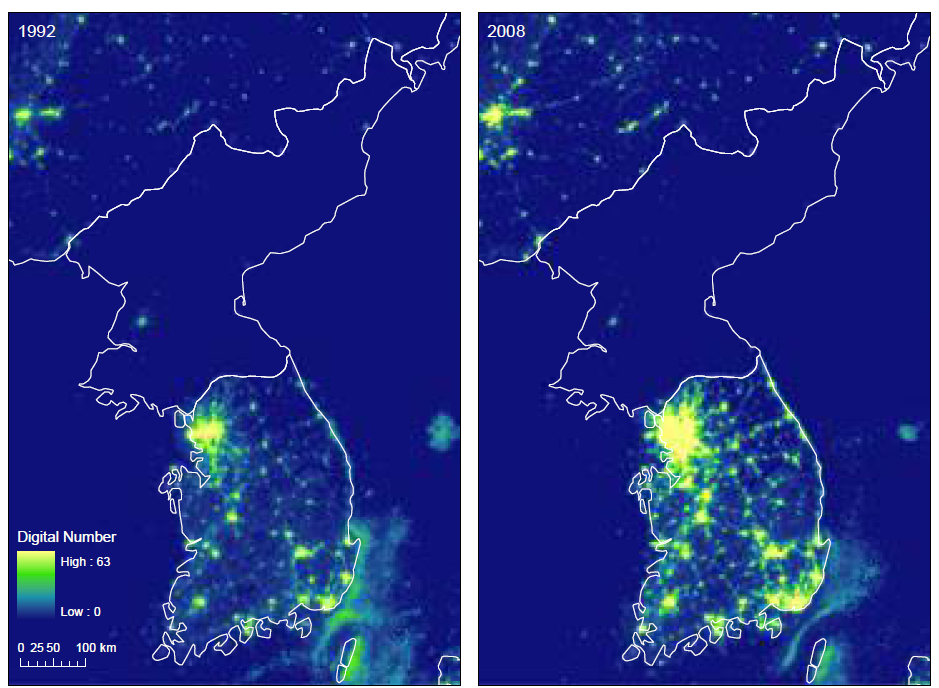 1992
2008
Digital Number
High : 63
Low : 0
0 25 50 100 km